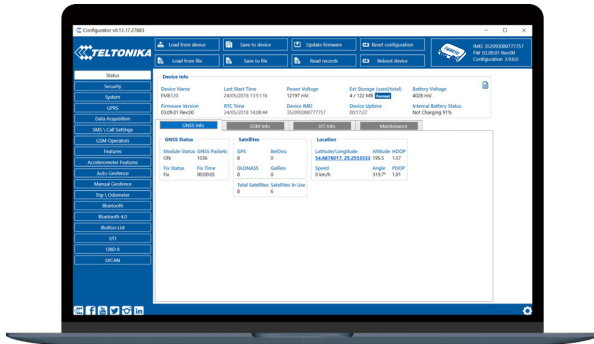 Configurator v0.13.17.27883
TELTONIKA
Load from device
Save to device
Update firmware
Reset configuration
Load from file
Save to file
Read records
Reboot device
IMEI 352093080777757
FW 03.09.01 Rev:00
Configuration 3.9.0.0
Status
Security
System
GPRS
Data Acquisition
SMS \ Call Settings
GSM Operators
Features
Accelerometer Features
Auto Geofence
Manual Geofence
Trip \ Odometer
Bluetooth
Bluetooth 4.0
iButton List
I/O
OBD II
LVCAN
Device Info
Device Name Last Start Time Power Voltage Ext Storage (used/total) Battery Voltage
FMB120 24/05/2018 13:51:16 12197 mV. 4 / 122 MB Format 4028 mV.
Firmware Version RTC Time Device IMEI Device Uptime Internal Battery Status
03.09.01 Rev:00 24/05/2018 14:08:44 352093080777757 00:17:27 Not Charging 91%
GNSS Info GSM Info I/O Info Maintenance
GNSS Status
Module Status GNSS Packets
ON 1036
Fix Status Fix Time
Fix 00:00:05
Satellites
GPS BeiDou
8 0
GLONASS Galileo
0 0
Total Satellites Satellites in Use
8 6
Location
Latitude/Longitude Altitude HDOP
54.6676017, 25.2553533 195.5 1.57
Speed Angle PDOP
0 km/h 319.7° 1.81